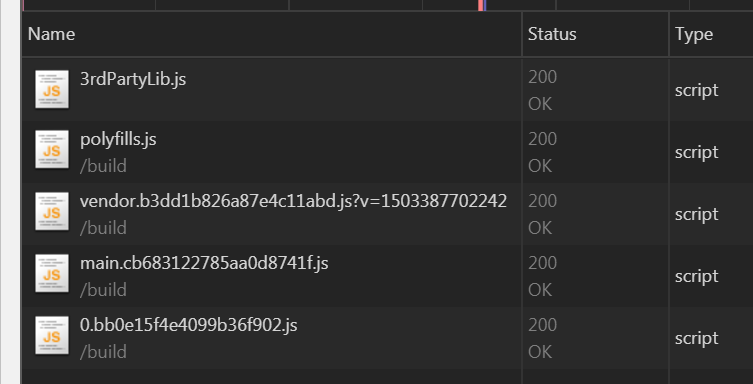 Name Status Type
3rdPartyLib.js 200 OK script
polyfills.js 200 OK script
/build
vendor.b3dd1b826a87e4c11abd.js?v=1503387702242 200 OK script
/build
main.cb683122785aa0d8741f.js 200 OK script
/build
0.bb0e15f4e4099b36f902.js 200 OK script
/build
JS
JS
JS
JS
JS